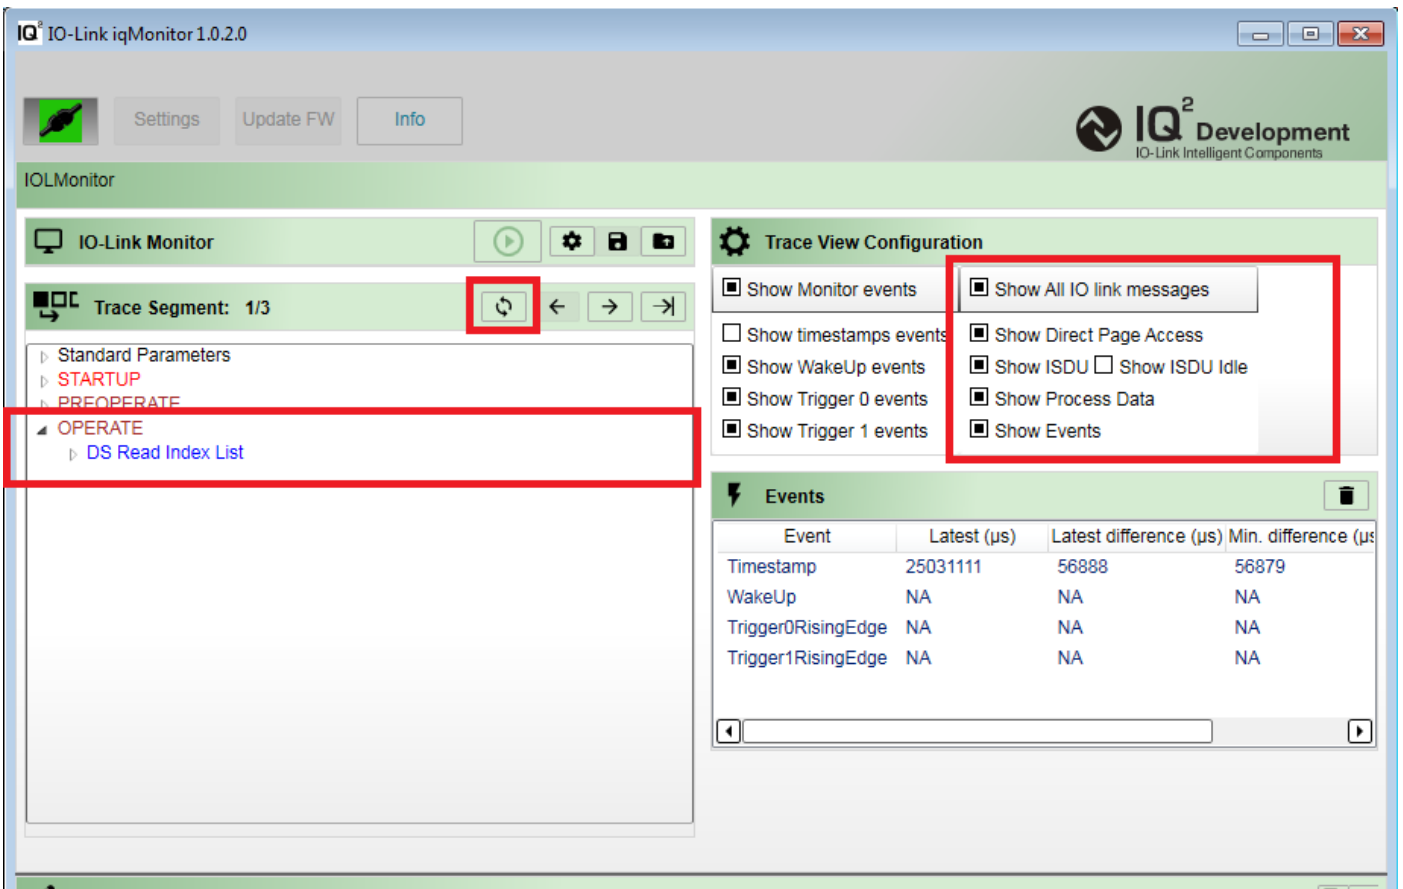 IQ² IO-Link iqMonitor 1.0.2.0
Settings Update FW Info
IQ² Development
IO-Link Intelligent Components
IOLMonitor
IO-Link Monitor
Trace Segment: 1/3
Standard Parameters
STARTUP
PREOPERATE
OPERATE
DS Read Index List
Trace View Configuration
Show Monitor events Show All IO link messages
Show timestamps events Show Direct Page Access
Show WakeUp events Show ISDU Show ISDU Idle
Show Trigger 0 events Show Process Data
Show Trigger 1 events Show Events
Events
Event Latest (µs) Latest difference (µs) Min. difference (µs
Timestamp 25031111 56888 56879
WakeUp NA NA NA
Trigger0RisingEdge NA NA NA
Trigger1RisingEdge NA NA NA